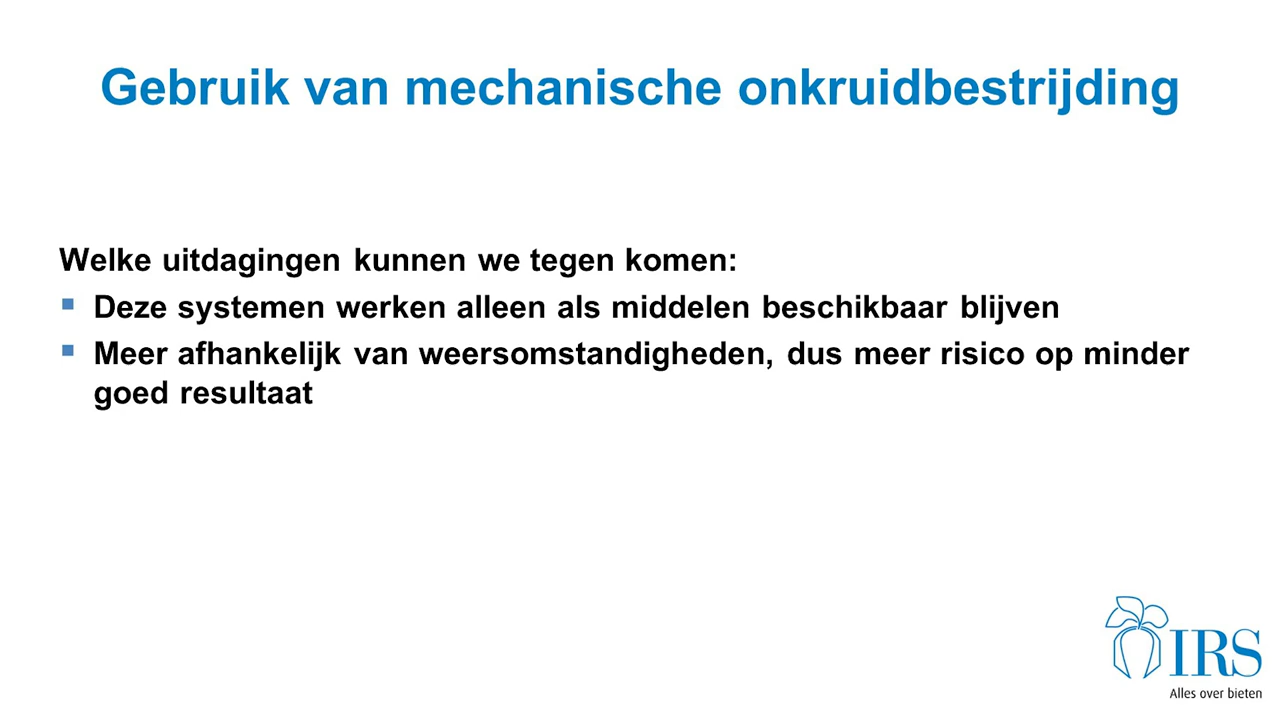 Gebruik van mechanische onkruidbestrijding
Welke uitdagingen kunnen we tegen komen:
▪ Deze systemen werken alleen als middelen beschikbaar blijven
▪ Meer afhankelijk van weersomstandigheden, dus meer risico op minder
goed resultaat
IRS
Alles over bieten